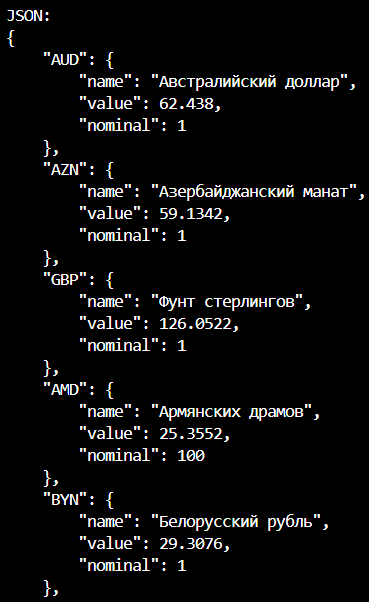 JSON:
{
    "AUD": {
        "name": "Австралийский доллар",
        "value": 62.438,
        "nominal": 1
    },
    "AZN": {
        "name": "Азербайджанский манат",
        "value": 59.1342,
        "nominal": 1
    },
    "GBP": {
        "name": "Фунт стерлингов",
        "value": 126.0522,
        "nominal": 1
    },
    "AMD": {
        "name": "Армянских драмов",
        "value": 25.3552,
        "nominal": 100
    },
    "BYN": {
        "name": "Белорусский рубль",
        "value": 29.3076,
        "nominal": 1
    },